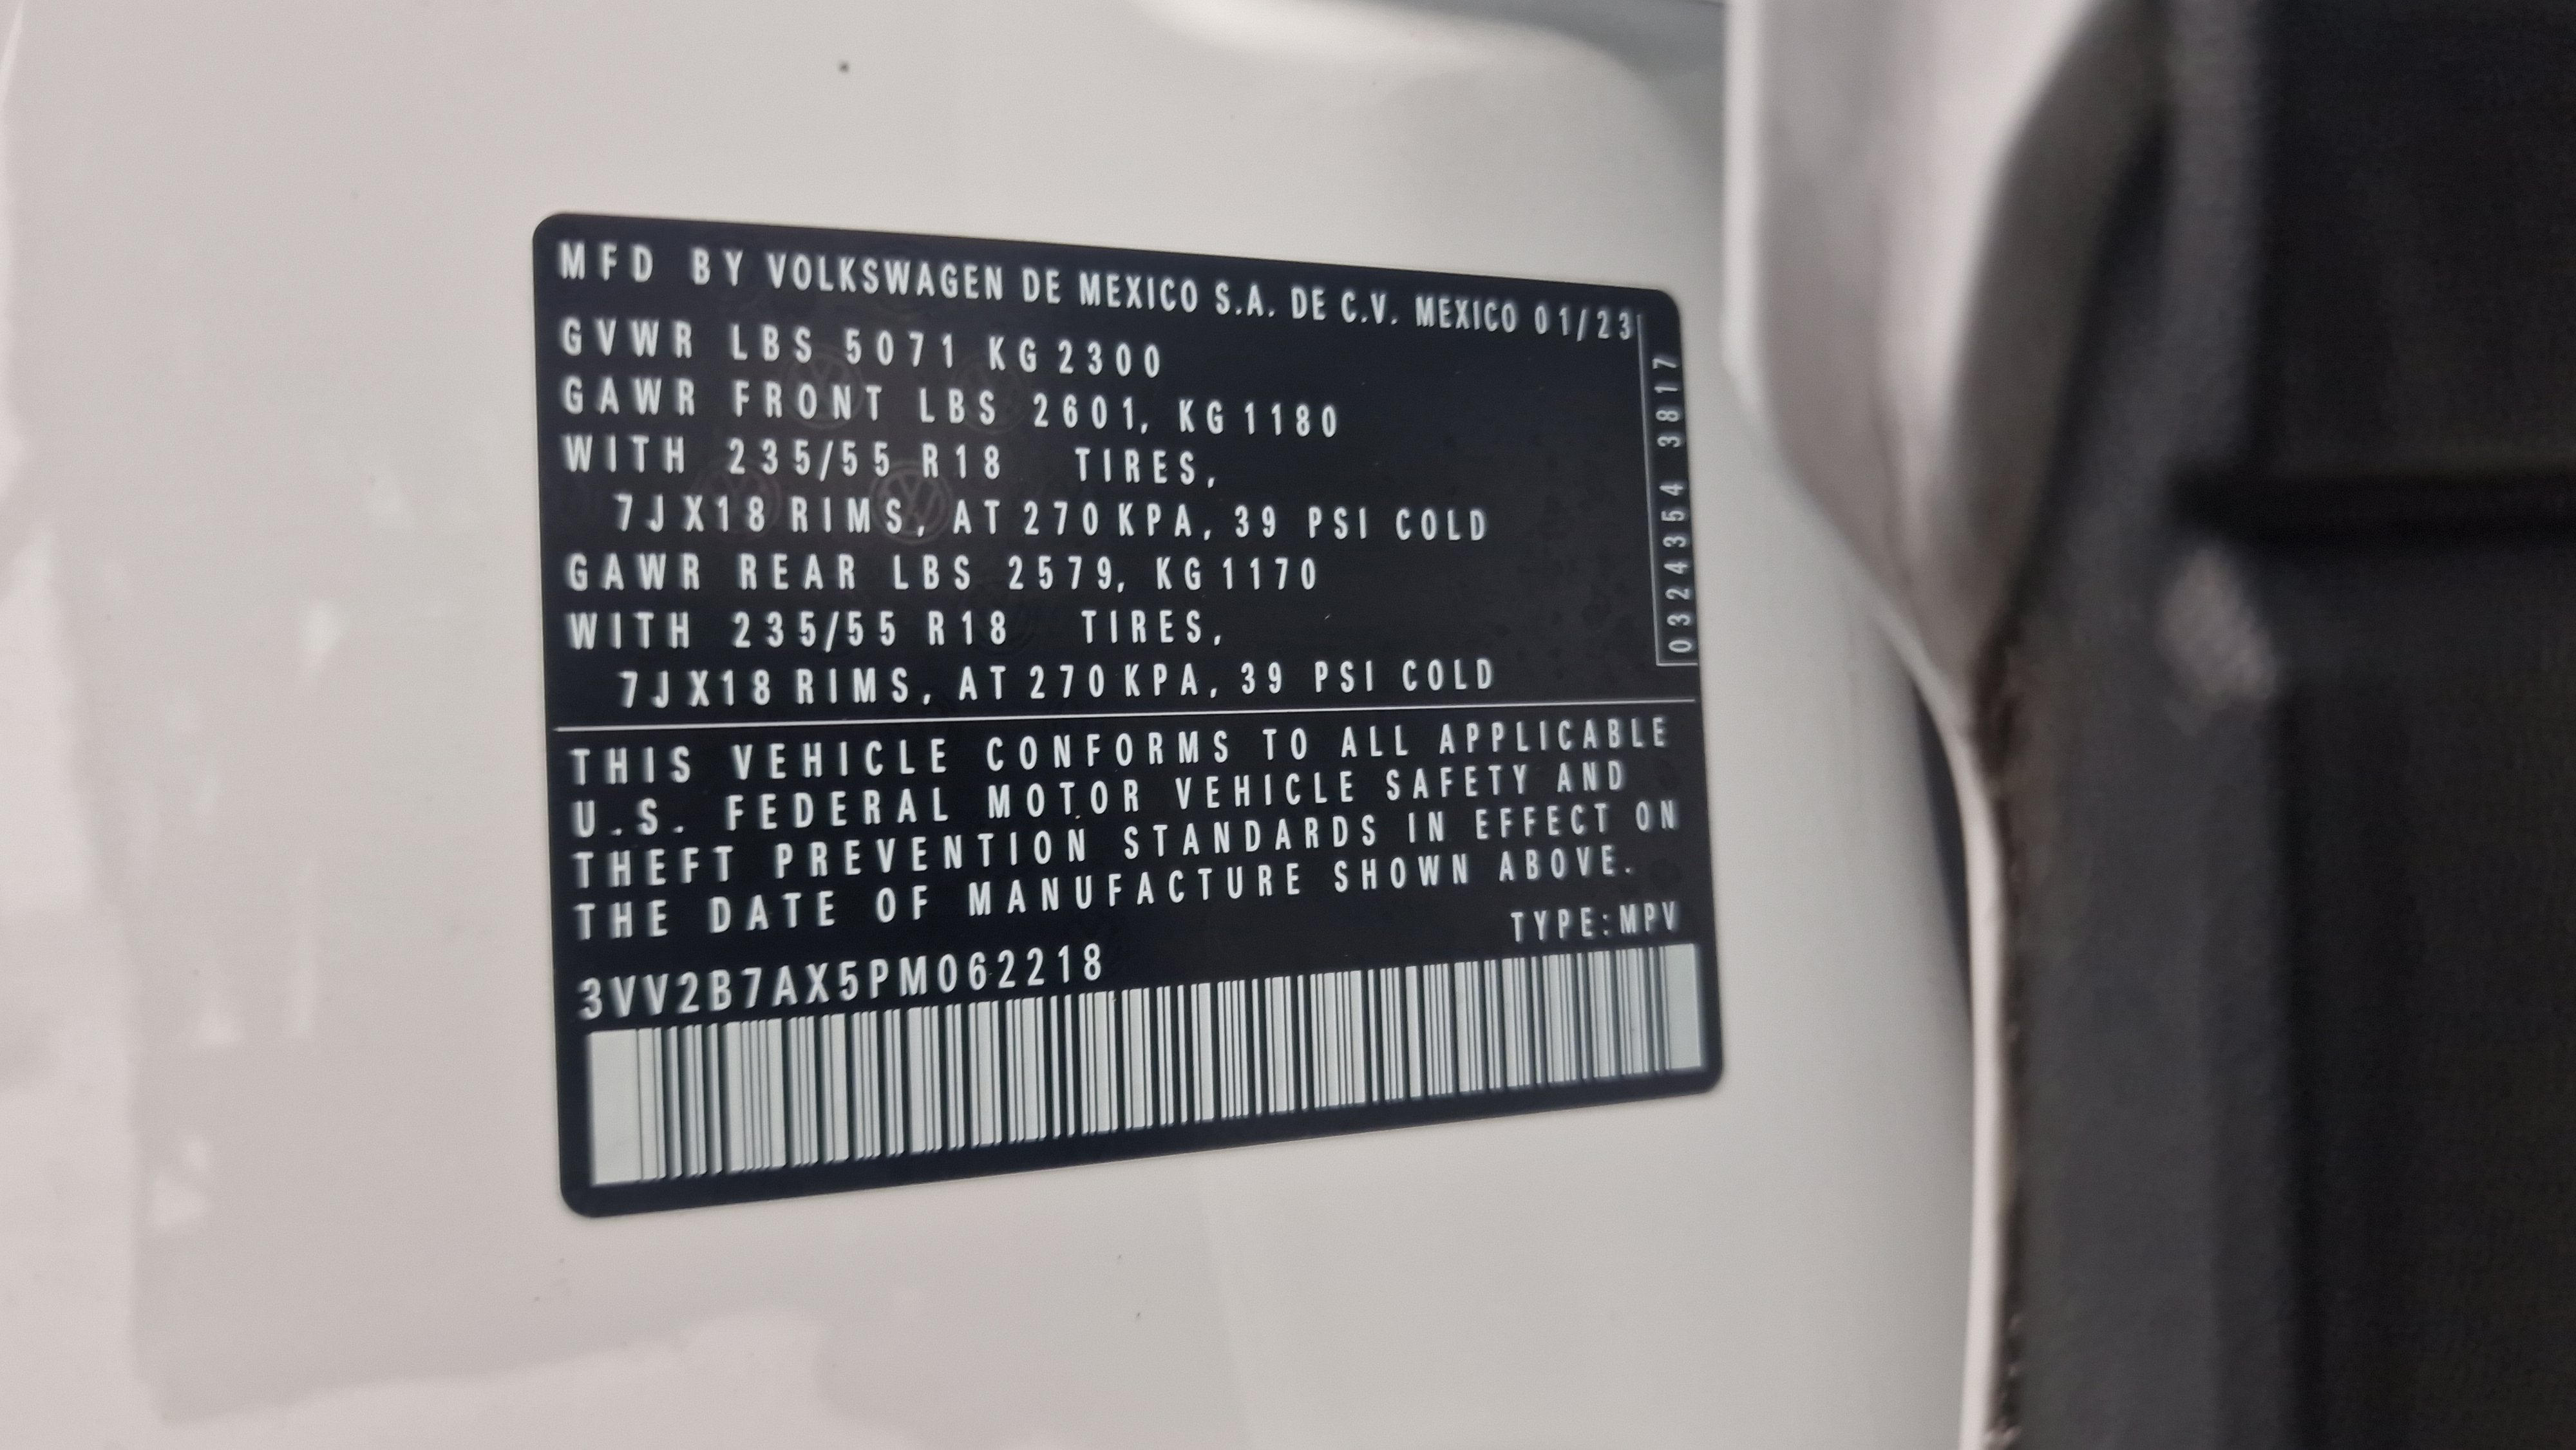 MFD BY VOLKSWAGEN DE MEXICO S.A. DE C.V. MEXICO 01/23
GVWR LBS 5071 KG 2300
GAWR FRONT LBS 2601, KG 1180
WITH 235/55 R18 TIRES,
7J X18 RIMS, AT 270 KPA, 39 PSI COLD
GAWR REAR LBS 2579, KG 1170
WITH 235/55 R18 TIRES,
7J X18 RIMS, AT 270 KPA, 39 PSI COLD
0324354 3817
THIS VEHICLE CONFORMS TO ALL APPLICABLE
U.S. FEDERAL MOTOR VEHICLE SAFETY AND
THEFT PREVENTION STANDARDS IN EFFECT ON
THE DATE OF MANUFACTURE SHOWN ABOVE.
TYPE:MPV
3VV2B7AX5PM062218